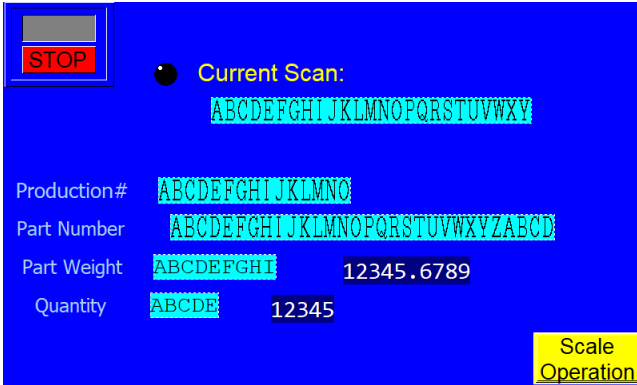 STOP
Current Scan:
ABCDEFGHIJKLMNOPQRSTUVWXY
Production# ABCDEFGHIJKLMNO
Part Number ABCDEFGHIJKLMNOPQRSTUVWXYZABCD
Part Weight ABCDEFGHI 12345.6789
Quantity ABCDE 12345
Scale
Operation